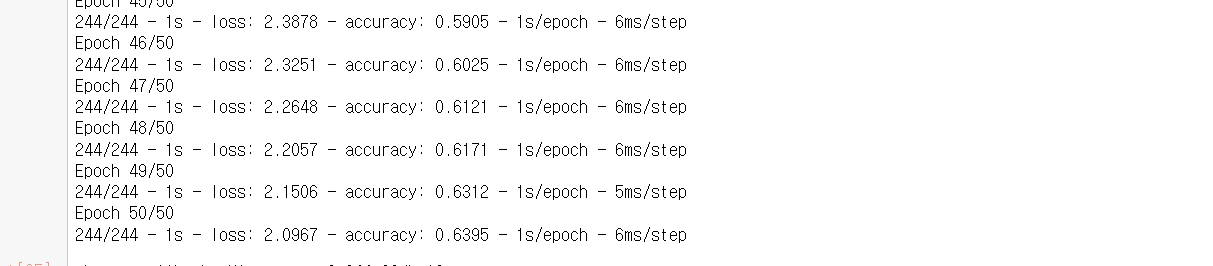 Epoch 45/50
244/244 - 1s - loss: 2.3878 - accuracy: 0.5905 - 1s/epoch - 6ms/step
Epoch 46/50
244/244 - 1s - loss: 2.3251 - accuracy: 0.6025 - 1s/epoch - 6ms/step
Epoch 47/50
244/244 - 1s - loss: 2.2648 - accuracy: 0.6121 - 1s/epoch - 6ms/step
Epoch 48/50
244/244 - 1s - loss: 2.2057 - accuracy: 0.6171 - 1s/epoch - 6ms/step
Epoch 49/50
244/244 - 1s - loss: 2.1506 - accuracy: 0.6312 - 1s/epoch - 5ms/step
Epoch 50/50
244/244 - 1s - loss: 2.0967 - accuracy: 0.6395 - 1s/epoch - 6ms/step